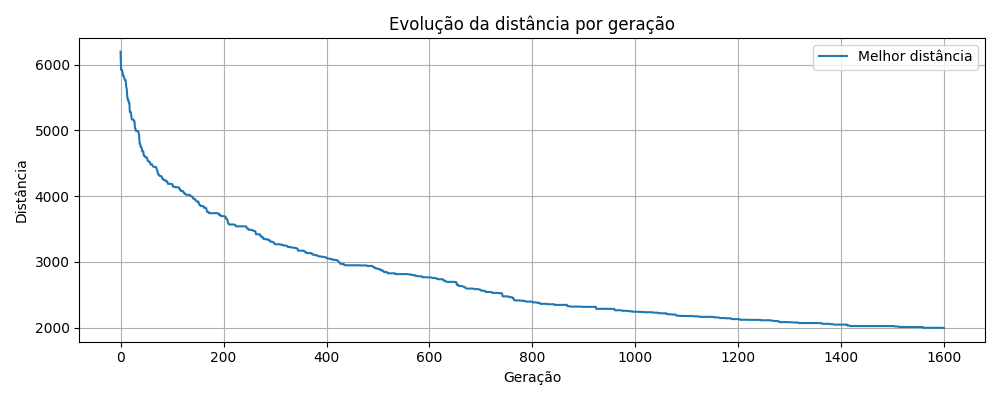 Evolução da distância por geração
Melhor distância
Distância
6000
5000
4000
3000
2000
0 200 400 600 800 1000 1200 1400 1600
Geração